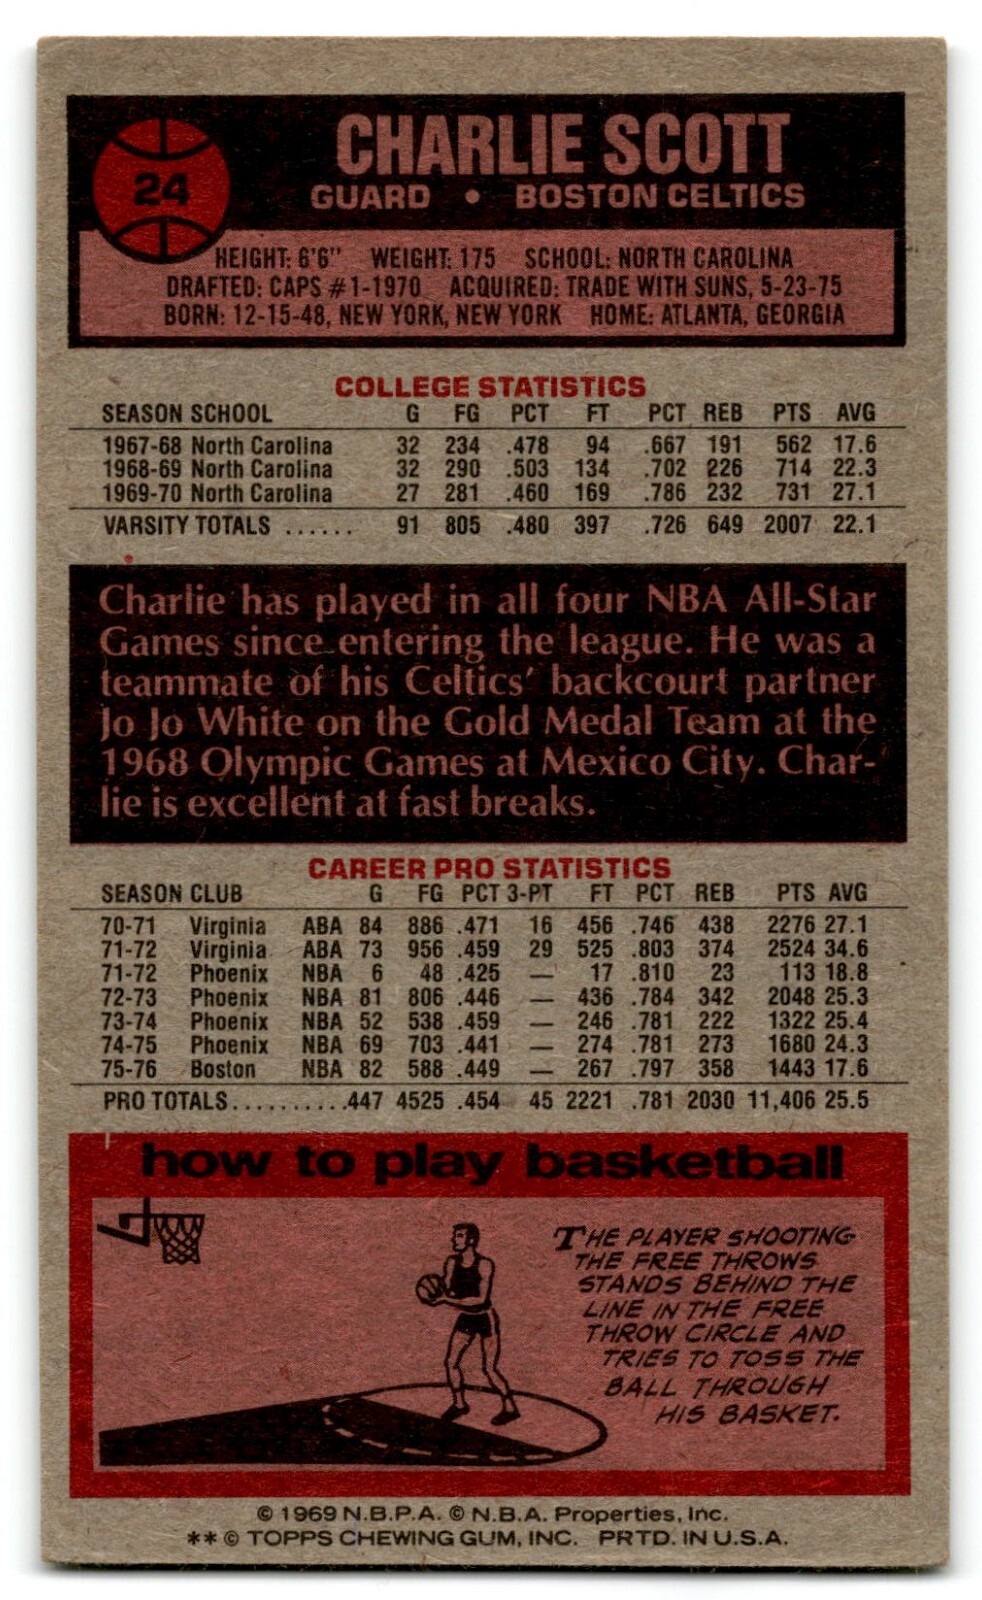 24
CHARLIE SCOTT
GUARD • BOSTON CELTICS
HEIGHT: 6'6" WEIGHT: 175 SCHOOL: NORTH CAROLINA
DRAFTED: CAPS #1-1970 ACQUIRED: TRADE WITH SUNS, 5-23-75
BORN: 12-15-48, NEW YORK, NEW YORK HOME: ATLANTA, GEORGIA
COLLEGE STATISTICS
SEASON SCHOOL G FG PCT FT PCT REB PTS AVG
1967-68 North Carolina 32 234 .478 94 .667 191 562 17.6
1968-69 North Carolina 32 290 .503 134 .702 226 714 22.3
1969-70 North Carolina 27 281 .460 169 .786 232 731 27.1
VARSITY TOTALS ...... 91 805 .480 397 .726 649 2007 22.1
Charlie has played in all four NBA All-Star
Games since entering the league. He was a
teammate of his Celtics' backcourt partner
Jo Jo White on the Gold Medal Team at the
1968 Olympic Games at Mexico City. Char-
lie is excellent at fast breaks.
CAREER PRO STATISTICS
SEASON CLUB G FG PCT 3-PT FT PCT REB PTS AVG
70-71 Virginia ABA 84 886 .471 16 456 .746 438 2276 27.1
71-72 Virginia ABA 73 956 .459 29 525 .803 374 2524 34.6
71-72 Phoenix NBA 6 48 .425 — 17 .810 23 113 18.8
72-73 Phoenix NBA 81 806 .446 — 436 .784 342 2048 25.3
73-74 Phoenix NBA 52 538 .459 — 246 .781 222 1322 25.4
74-75 Phoenix NBA 69 703 .441 — 274 .781 273 1680 24.3
75-76 Boston NBA 82 588 .449 — 267 .797 358 1443 17.6
PRO TOTALS..........447 4525 .454 45 2221 .781 2030 11,406 25.5
how to play basketball
THE PLAYER SHOOTING
THE FREE THROWS
STANDS BEHIND THE
LINE IN THE FREE
THROW CIRCLE AND
TRIES TO TOSS THE
BALL THROUGH
HIS BASKET.
© 1969 N.B.P.A. © N.B.A. Properties, Inc.
** © TOPPS CHEWING GUM, INC. PRTD. IN U.S.A.